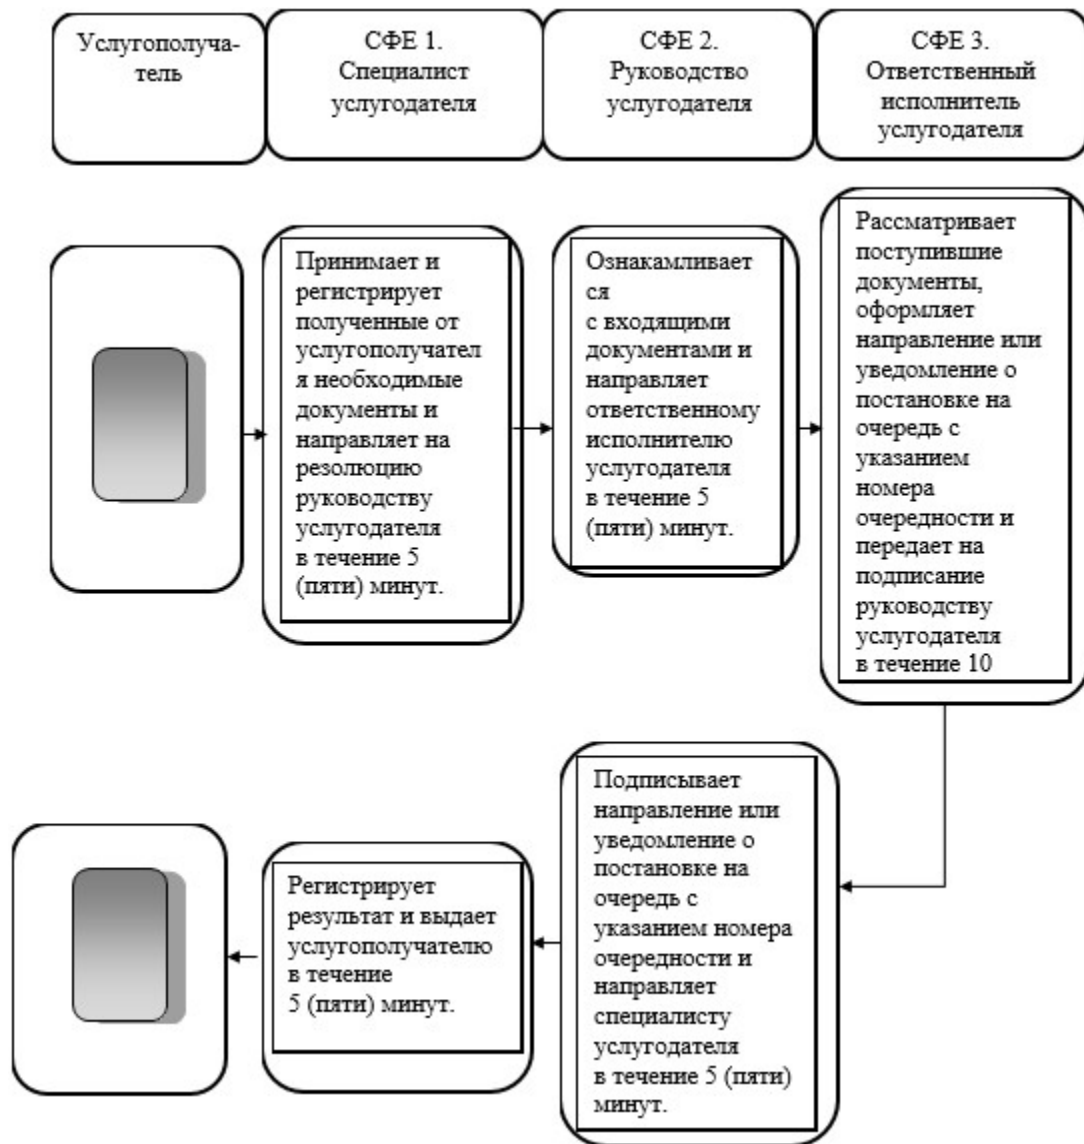 Услугополуча-
тель
СФЕ 1.
Специалист
услугодателя
СФЕ 2.
Руководство
услугодателя
СФЕ 3.
Ответственный
исполнитель
услугодателя
Принимает и
регистрирует
полученные от
услугополучател
я необходимые
документы и
направляет на
резолюцию
руководству
услугодателя
в течение 5
(пяти) минут.
Ознакамливает
ся
с входящими
документами и
направляет
ответственному
исполнителю
услугодателя
в течение 5
(пяти) минут.
Рассматривает
поступившие
документы,
оформляет
направление или
уведомление о
постановке на
очередь с
указанием
номера
очередности и
передает на
подписание
руководству
услугодателя
в течение 10
Регистрирует
результат и выдает
услугополучателю
в течение
5 (пяти) минут.
Подписывает
направление или
уведомление о
постановке на
очередь с
указанием номера
очередности и
направляет
специалисту
услугодателя
в течение 5 (пяти)
минут.